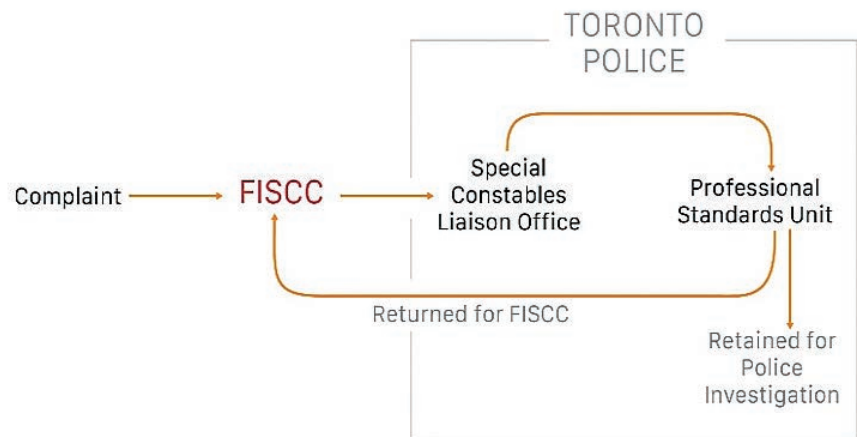 TORONTO
POLICE
Complaint
FISCC
Special
Constables
Liaison Office
Professional
Standards Unit
Returned for FISCC
Retained for
Police
Investigation